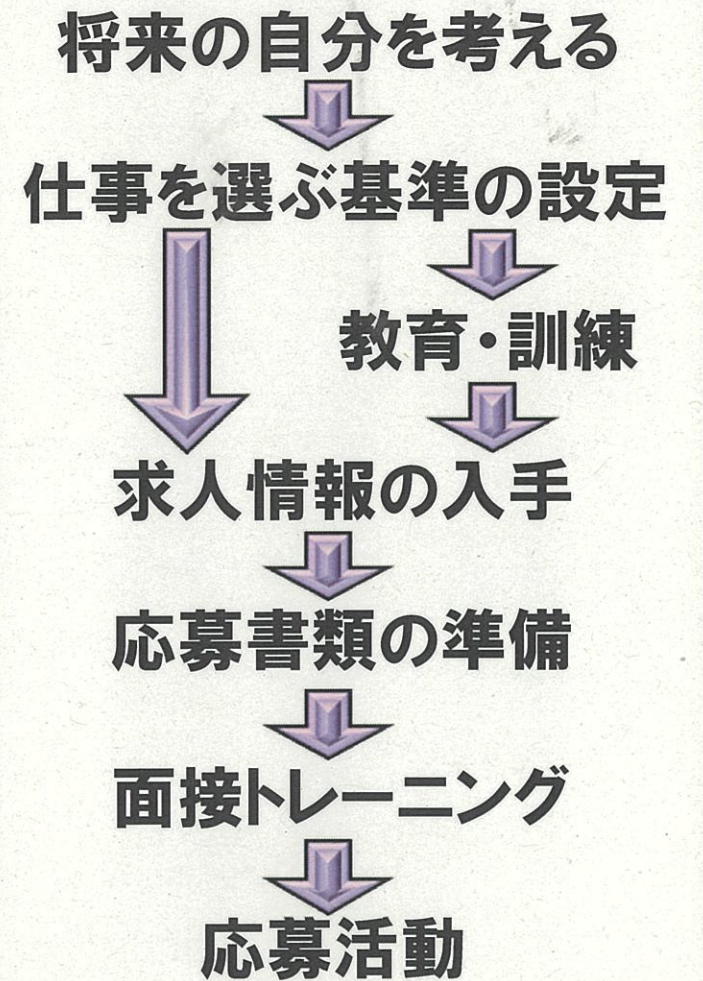 将来の自分を考える
仕事を選ぶ基準の設定
教育・訓練
求人情報の入手
応募書類の準備
面接トレーニング
応募活動